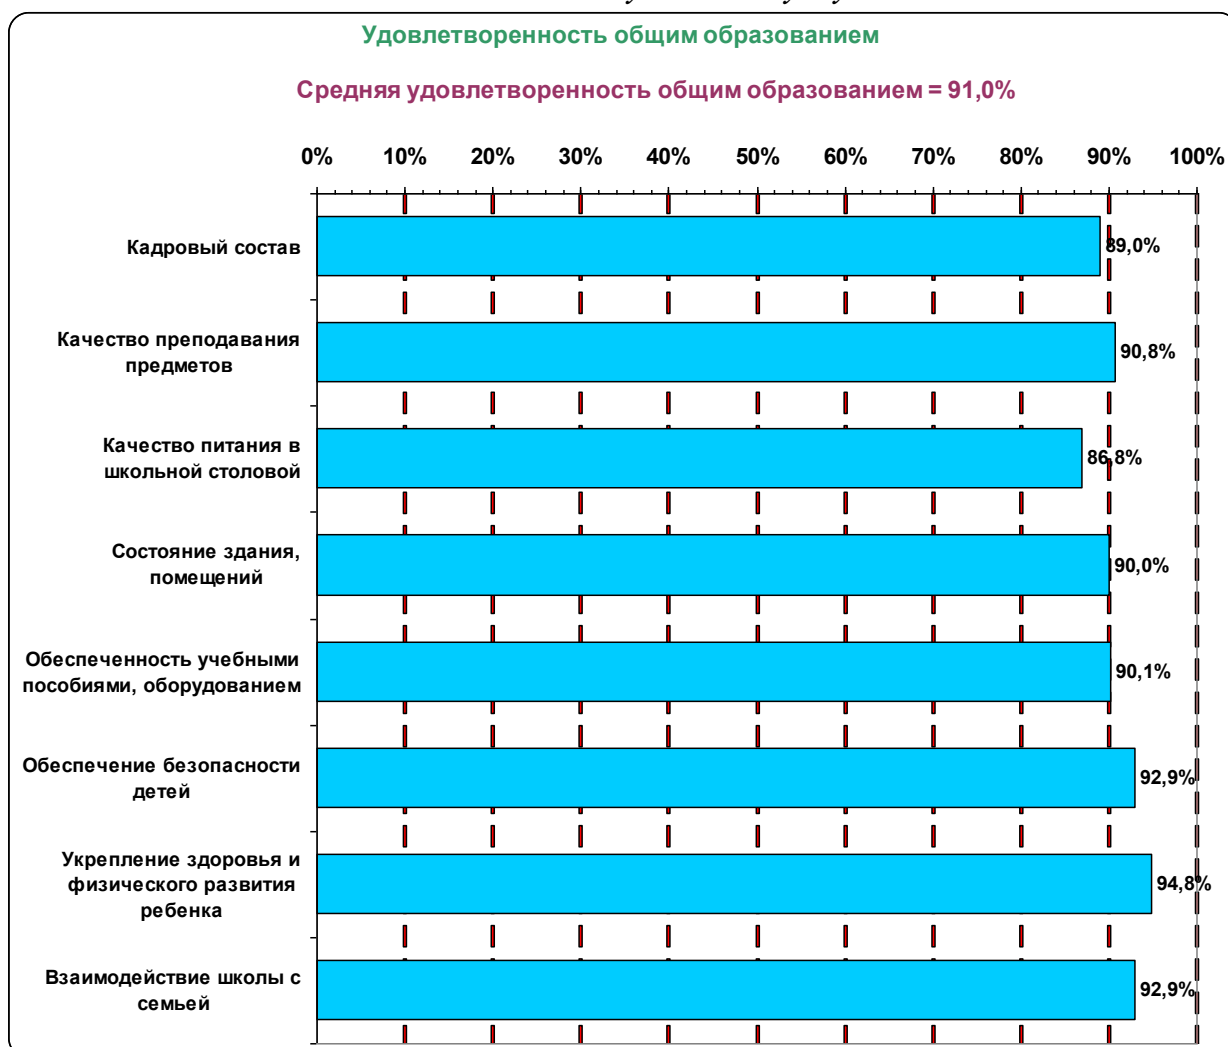 Удовлетворенность общим образованием
Средняя удовлетворенность общим образованием = 91,0%
0% 10% 20% 30% 40% 50% 60% 70% 80% 90% 100%
Кадровый состав
89,0%
Качество преподавания
предметов
90,8%
Качество питания в
школьной столовой
86,8%
Состояние здания,
помещений
90,0%
Обеспеченность учебными
пособиями, оборудованием
90,1%
Обеспечение безопасности
детей
92,9%
Укрепление здоровья и
физического развития
ребенка
94,8%
Взаимодействие школы с
семьей
92,9%